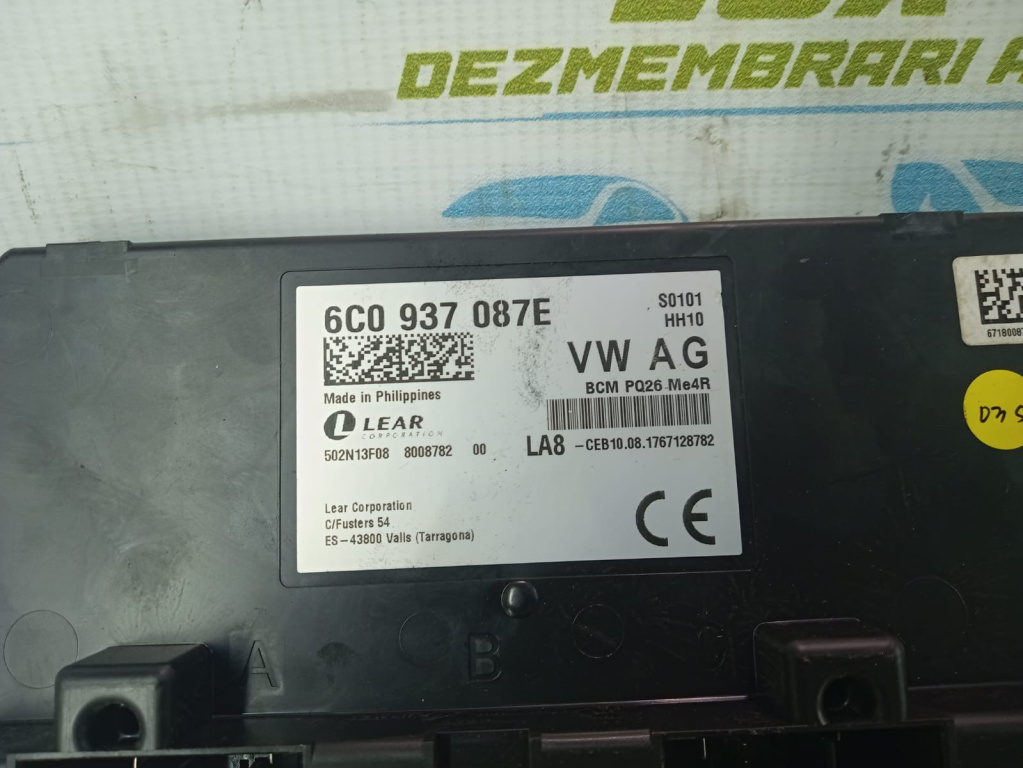 DEZMEMBRARI A
6C0 937 087E
S0101
HH10
VW AG
BCM PQ26 Me4R
Made in Philippines
LEAR
CORPORATION
502N13F08 8008782 00
LA8 -CEB10.08.1767128782
Lear Corporation
C/Fusters 54
ES-43800 Valls (Tarragona)
CE
A B